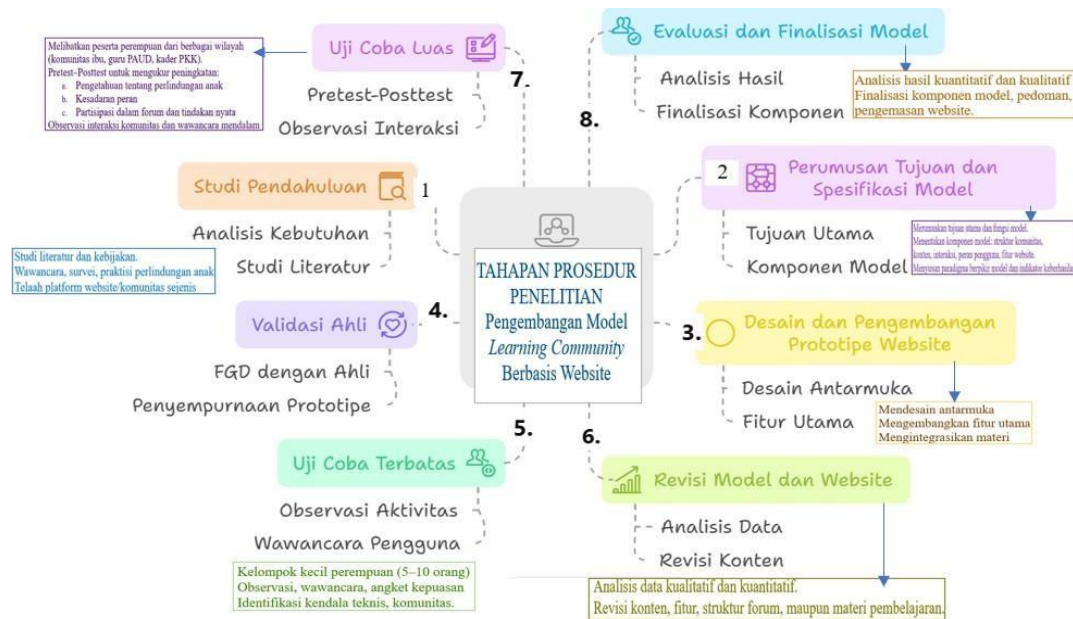 TAHAPAN PROSEDUR
PENELITIAN
Pengembangan Model
Learning Community
Berbasis Website
1
Studi Pendahuluan
Analisis Kebutuhan
Studi Literatur
Studi literatur dan kebijakan.
Wawancara, survei, praktisi perlindungan anak
Telaah platform website/komunitas sejenis
2
Perumusan Tujuan dan
Spesifikasi Model
Tujuan Utama
Komponen Model
Merumuskan tujuan utama dan fungsi model.
Menentukan komponen model: struktur komunitas,
konten, interaksi, peran pengguna, fitur website.
Menyusun paradigma berpikir model dan indikator
3.
Desain dan Pengembangan
Prototipe Website
Desain Antarmuka
Fitur Utama
Mendesain antarmuka
Mengembangkan fitur utama
Mengintegrasikan materi
4.
Validasi Ahli
FGD dengan Ahli
Penyempurnaan Prototipe
5.
Uji Coba Terbatas
Observasi Aktivitas
Wawancara Pengguna
Kelompok kecil perempuan (5–10 orang)
Observasi, wawancara, angket kepuasan
Identifikasi kendala teknis, komunitas.
6.
Revisi Model dan Website
Analisis Data
Revisi Konten
Analisis data kualitatif dan kuantitatif.
Revisi konten, fitur, struktur forum, maupun materi pembelajaran.
7.
Uji Coba Luas
Pretest-Posttest
Observasi Interaksi
Melibatkan peserta perempuan dari berbagai wilayah
(komunitas ibu, guru PAUD, kader PKK).
Pretest–Posttest untuk mengukur peningkatan:
a. Pengetahuan tentang perlindungan anak
b. Kesadaran peran
c. Partisipasi dalam forum dan tindakan nyata
Observasi interaksi komunitas dan wawancara mendalam
8.
Evaluasi dan Finalisasi Model
Analisis Hasil
Finalisasi Komponen
Analisis hasil kuantitatif dan kualitatif
Finalisasi komponen model, pedoman,
pengemasan website.